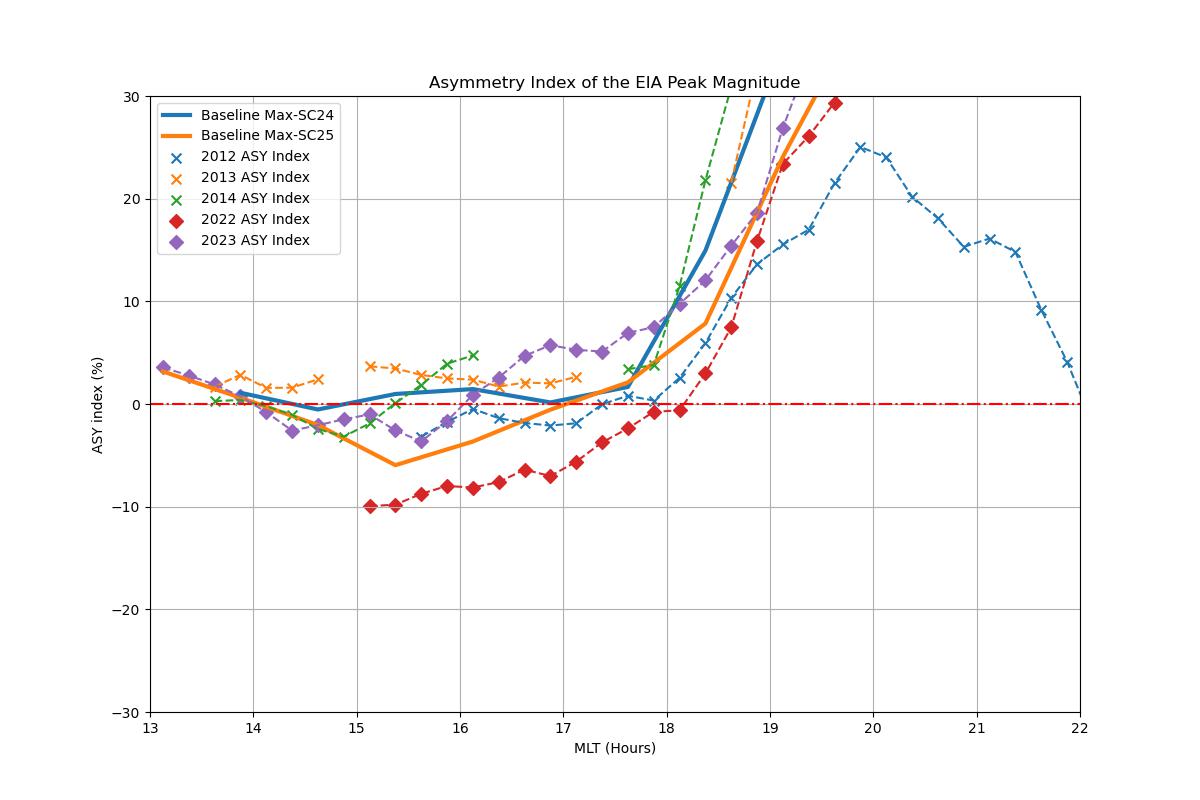 Asymmetry Index of the EIA Peak Magnitude
Baseline Max-SC24
Baseline Max-SC25
2012 ASY Index
2013 ASY Index
2014 ASY Index
2022 ASY Index
2023 ASY Index
ASY index (%)
30
20
10
0
−10
−20
−30
13 14 15 16 17 18 19 20 21 22
MLT (Hours)